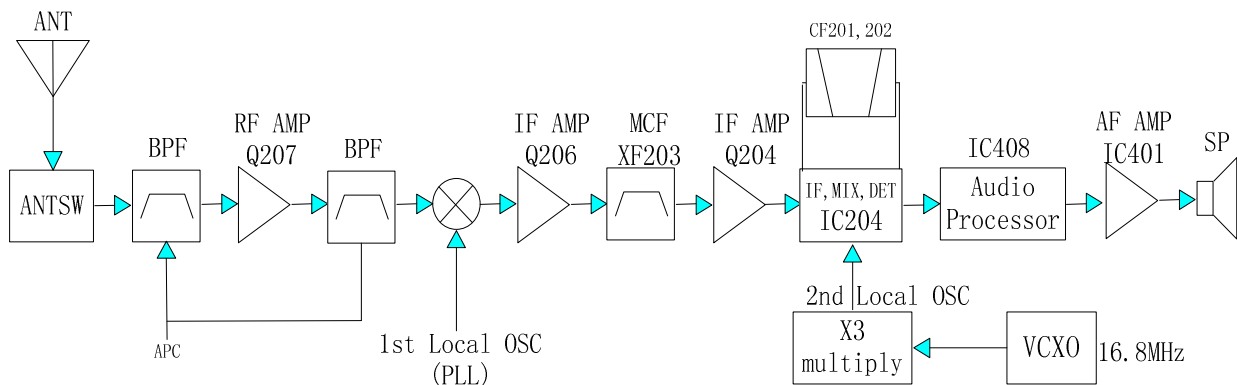 ANT
ANTSW
BPF
RF AMP
Q207
BPF
APC
1st Local OSC
(PLL)
IF AMP
Q206
MCF
XF203
IF AMP
Q204
CF201,202
IF,MIX,DET
IC204
2nd Local OSC
X3
multiply
VCXO
16.8MHz
IC408
Audio
Processor
AF AMP
IC401
SP